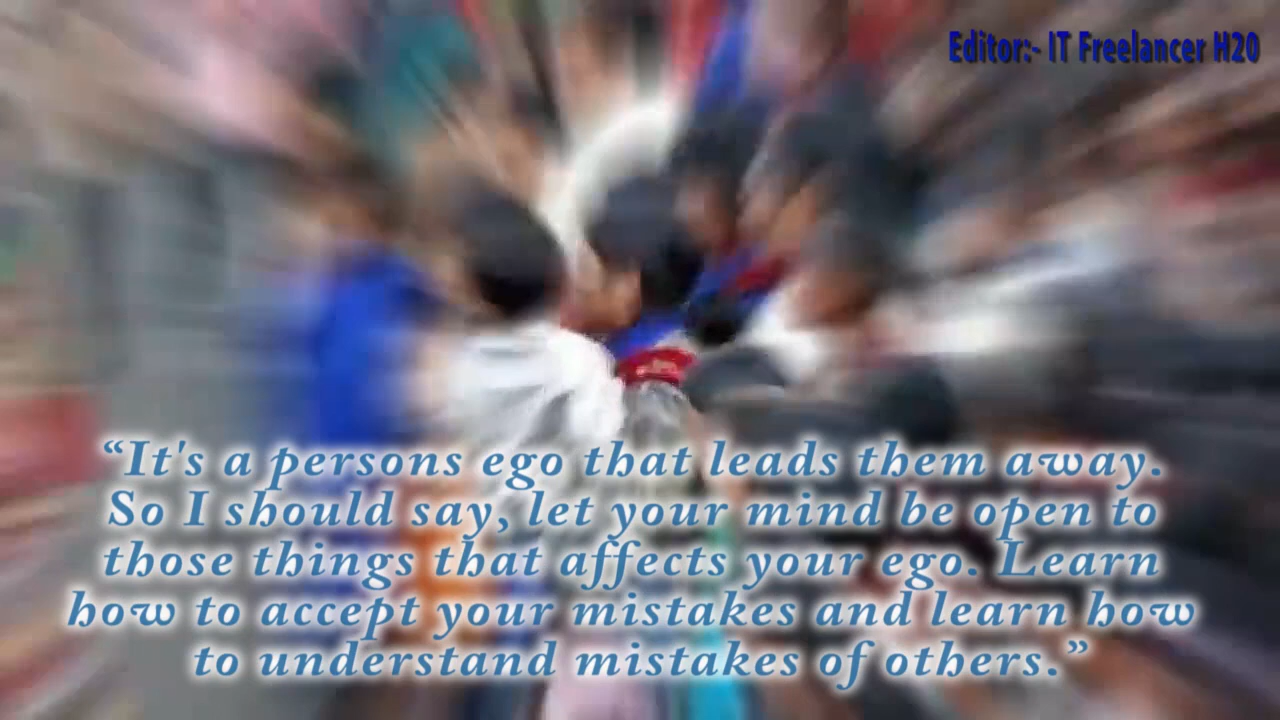 Editor:- IT Freelancer H20
“It's a persons ego that leads them away.
So I should say, let your mind be open to
those things that affects your ego. Learn
how to accept your mistakes and learn how
to understand mistakes of others.”